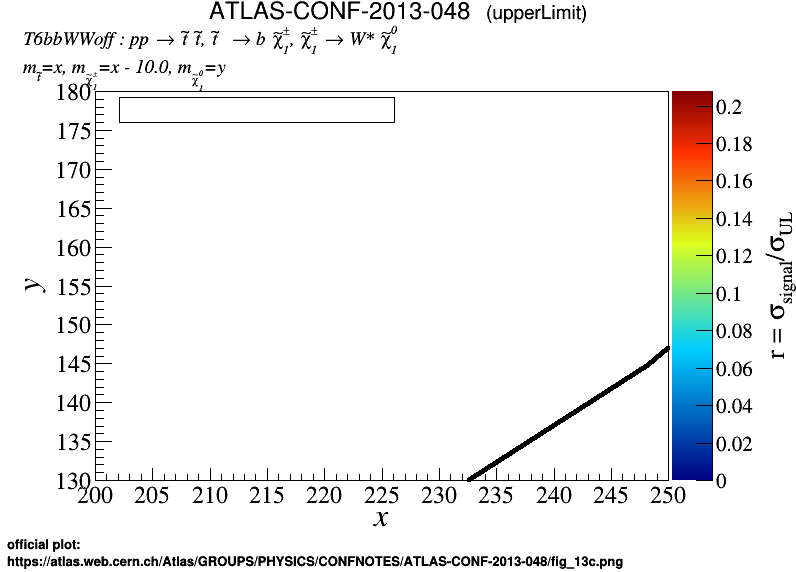 ATLAS-CONF-2013-048 (upperLimit)
T6bbWWoff : pp → t̃ t̃, t̃ → b χ̃₁±, χ̃₁± → W* χ̃₁⁰
m_t̃=x, m_χ̃₁±=x - 10.0, m_χ̃₁⁰=y
180
175
170
165
160
155
150
145
140
135
130
y
200 205 210 215 220 225 230 235 240 245 250
x
0.2
0.18
0.16
0.14
0.12
0.1
0.08
0.06
0.04
0.02
0
r = σ_signal/σ_UL
official plot:
https://atlas.web.cern.ch/Atlas/GROUPS/PHYSICS/CONFNOTES/ATLAS-CONF-2013-048/fig_13c.png